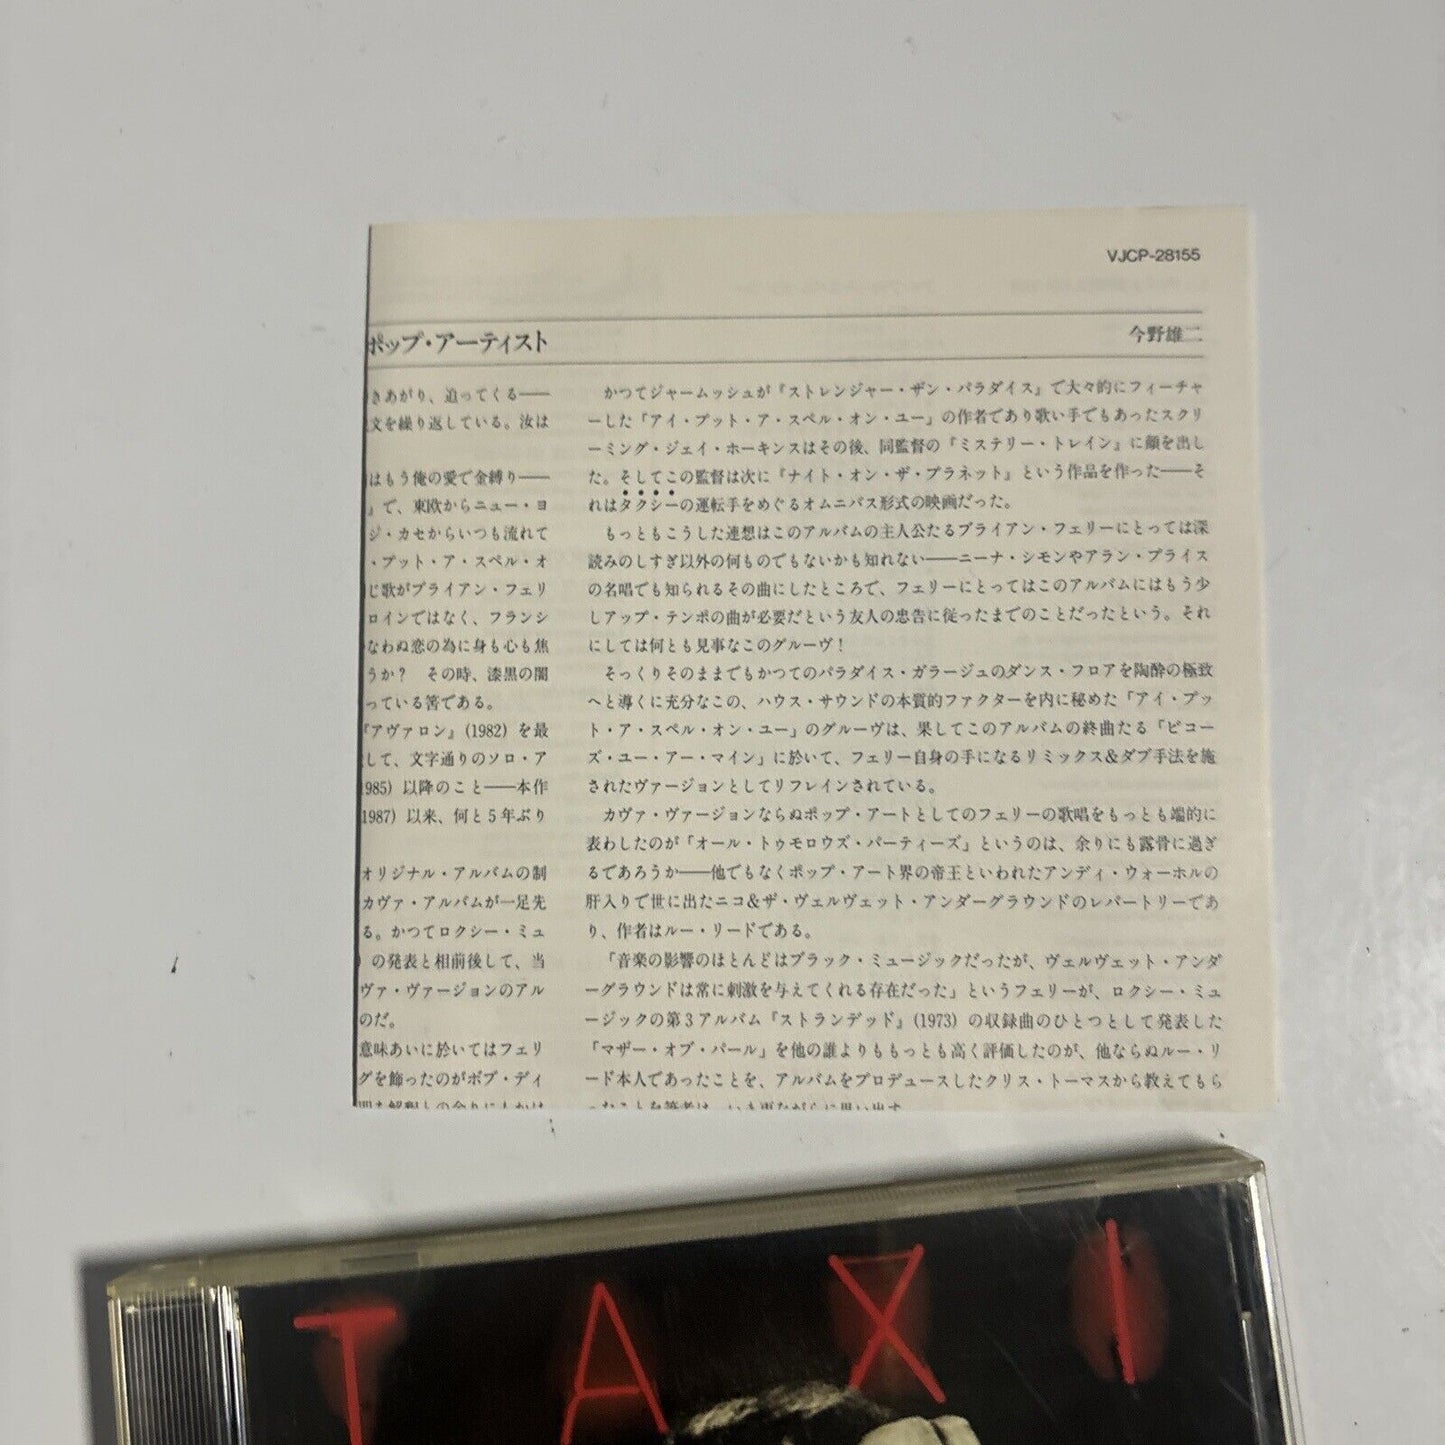 VJCP-28155
ポップ・アーティスト
今野雄二
きあがり、追ってくる——
文を繰り返している。汝は
はもう俺の愛で金縛り——
』で、東欧からニュー・ヨ
ジ・カセからいつも流れて
・プット・ア・スペル・オ
じ歌がブライアン・フェリ
ロインではなく、フランシ
なわぬ恋の為に身も心も焦
うか？　その時、漆黒の闇
っている筈である。
『アヴァロン』(1982) を最
して、文字通りのソロ・ア
985) 以降のこと——本作
1987) 以来、何と5年ぶり
オリジナル・アルバムの制
カヴァ・アルバムが一足先
る。かつてロクシー・ミュ
) の発表と相前後して、当
ヴァ・ヴァージョンのアル
のだ。
意味あいに於いてはフェリ
グを飾ったのがボブ・ディ
かつてジャームッシュが『ストレンジャー・ザン・パラダイス』で大々的にフィーチャ
ーした「アイ・プット・ア・スペル・オン・ユー」の作者であり歌い手でもあったスクリ
ーミング・ジェイ・ホーキンスはその後、同監督の『ミステリー・トレイン』に顔を出し
た。そしてこの監督は次に『ナイト・オン・ザ・プラネット』という作品を作った——そ
れはタクシーの運転手をめぐるオムニバス形式の映画だった。
もっともこうした連想はこのアルバムの主人公たるブライアン・フェリーにとっては深
読みのしすぎ以外の何ものでもないかも知れない——ニーナ・シモンやアラン・プライス
の名唱でも知られるその曲にしたところで、フェリーにとってはこのアルバムにはもう少
しアップ・テンポの曲が必要だという友人の忠告に従ったまでのことだったという。それ
にしては何とも見事なこのグルーヴ！
そっくりそのままでもかつてのパラダイス・ガラージュのダンス・フロアを陶酔の極致
へと導くに充分なこの、ハウス・サウンドの本質的ファクターを内に秘めた「アイ・プッ
ト・ア・スペル・オン・ユー」のグルーヴは、果してこのアルバムの終曲たる「ビコー
ズ・ユー・アー・マイン」に於いて、フェリー自身の手になるリミックス&ダブ手法を施
されたヴァージョンとしてリフレインされている。
カヴァ・ヴァージョンならぬポップ・アートとしてのフェリーの歌唱をもっとも端的に
表わしたのが「オール・トゥモロウズ・パーティーズ」というのは、余りにも露骨に過ぎ
るであろうか——他でもなくポップ・アート界の帝王といわれたアンディ・ウォーホルの
肝入りで世に出たニコ&ザ・ヴェルヴェット・アンダーグラウンドのレパートリーであ
り、作者はルー・リードである。
「音楽の影響のほとんどはブラック・ミュージックだったが、ヴェルヴェット・アンダ
ーグラウンドは常に刺激を与えてくれる存在だった」というフェリーが、ロクシー・ミュ
ージックの第3アルバム『ストランデッド』(1973) の収録曲のひとつとして発表した
「マザー・オブ・パール」を他の誰よりももっとも高く評価したのが、他ならぬルー・リ
ード本人であったことを、アルバムをプロデュースしたクリス・トーマスから教えてもら
TAXI